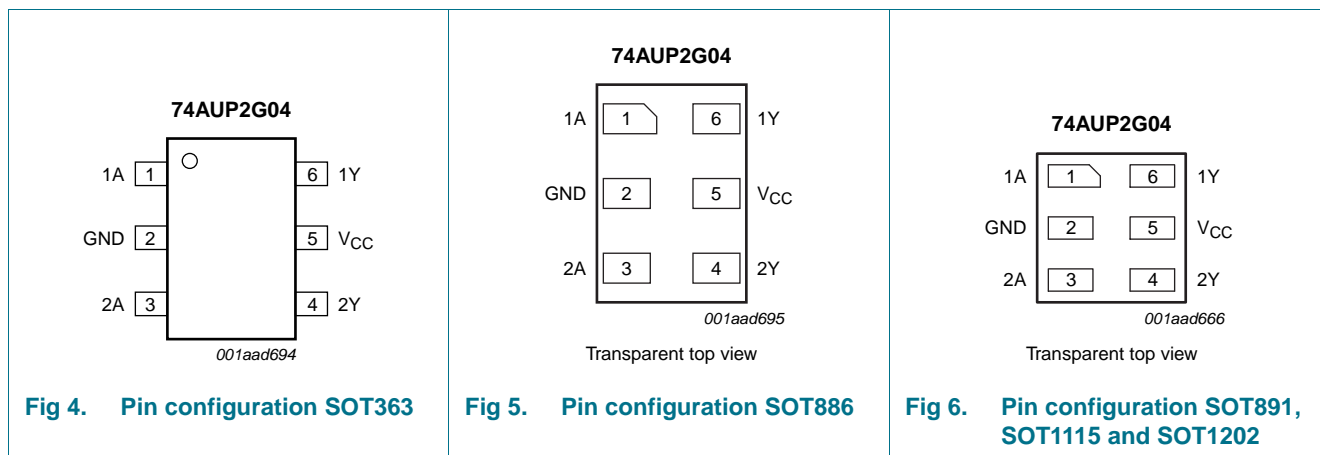 74AUP2G04
1A 1 6 1Y
GND 2 5 VCC
2A 3 4 2Y
001aad694
Fig 4. Pin configuration SOT363
74AUP2G04
1A 1 6 1Y
GND 2 5 VCC
2A 3 4 2Y
001aad695
Transparent top view
Fig 5. Pin configuration SOT886
74AUP2G04
1A 1 6 1Y
GND 2 5 VCC
2A 3 4 2Y
001aad666
Transparent top view
Fig 6. Pin configuration SOT891,
SOT1115 and SOT1202